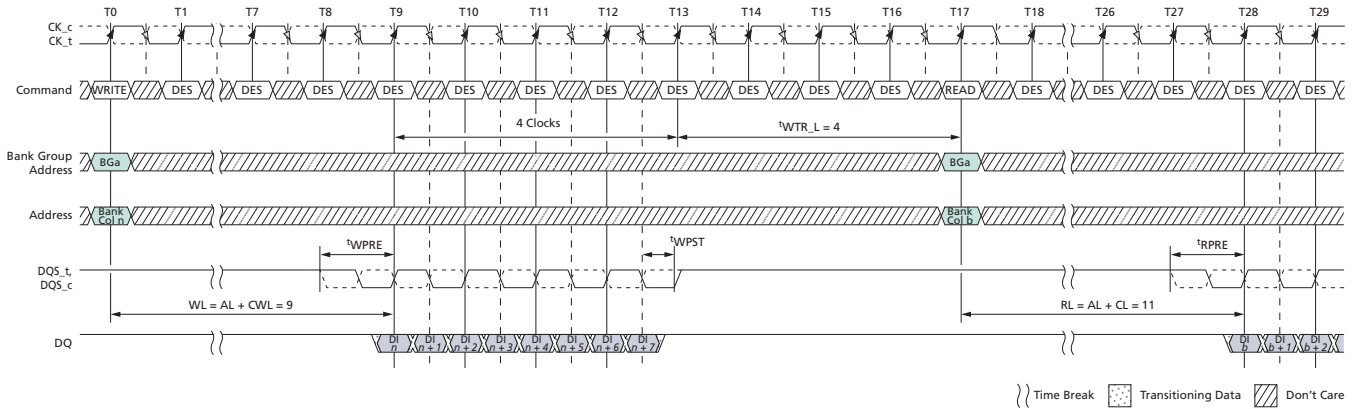 T0 T1 T7 T8 T9 T10 T11 T12 T13 T14 T15 T16 T17 T18 T26 T27 T28 T29
CK_c
CK_t
Command WRITE DES DES DES DES DES DES DES DES DES DES DES READ DES DES DES DES DES
4 Clocks tWTR_L = 4
Bank Group
Address BGa BGa
Address Bank
Col n Bank
Col b
tWPRE tWPST tRPRE
DQS_t,
DQS_c
WL = AL + CWL = 9 RL = AL + CL = 11
DQ DI
n DI
n + 1 DI
n + 2 DI
n + 3 DI
n + 4 DI
n + 5 DI
n + 6 DI
n + 7 DI
b DI
b + 1 DI
b + 2
Time Break Transitioning Data Don't Care